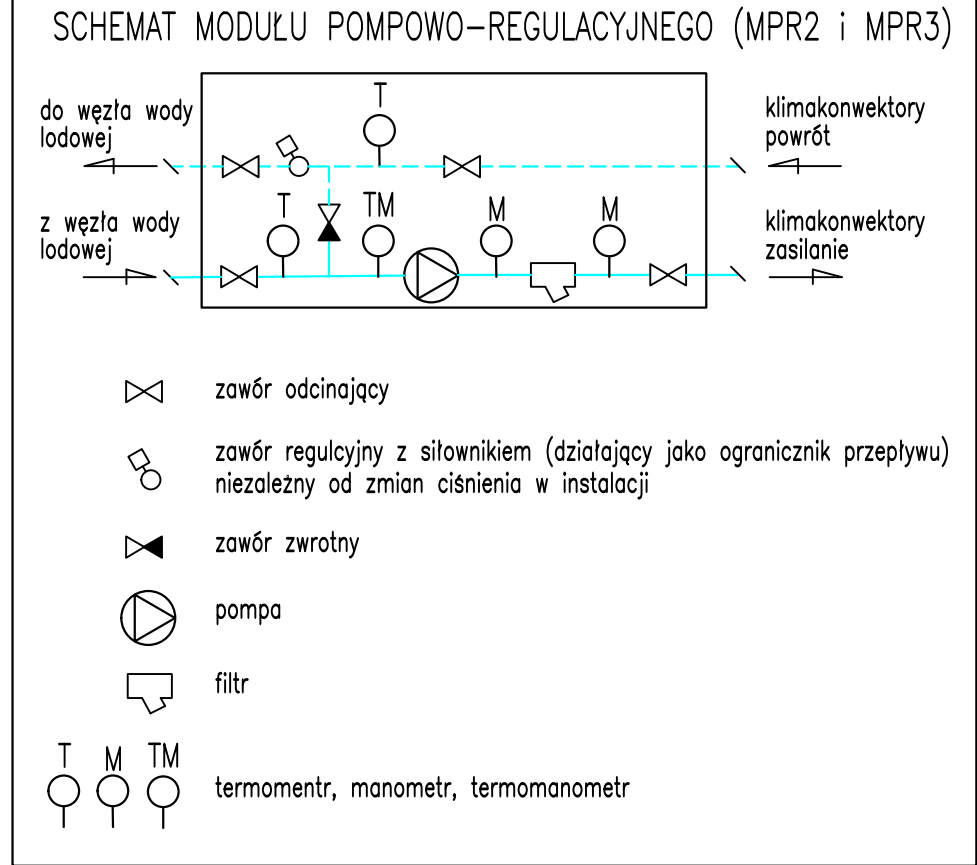 SCHEMAT MODUŁU POMPOWO-REGULACYJNEGO (MPR2 i MPR3)
do węzła wody
lodowej
T
klimakonwektory
powrót
z węzła wody
lodowej
T
TM
M
M
klimakonwektory
zasilanie
zawór odcinający
zawór regulcyjny z siłownikiem (działający jako ogranicznik przepływu)
niezależny od zmian ciśnienia w instalacji
zawór zwrotny
pompa
filtr
T M TM
termomentr, manometr, termomanometr